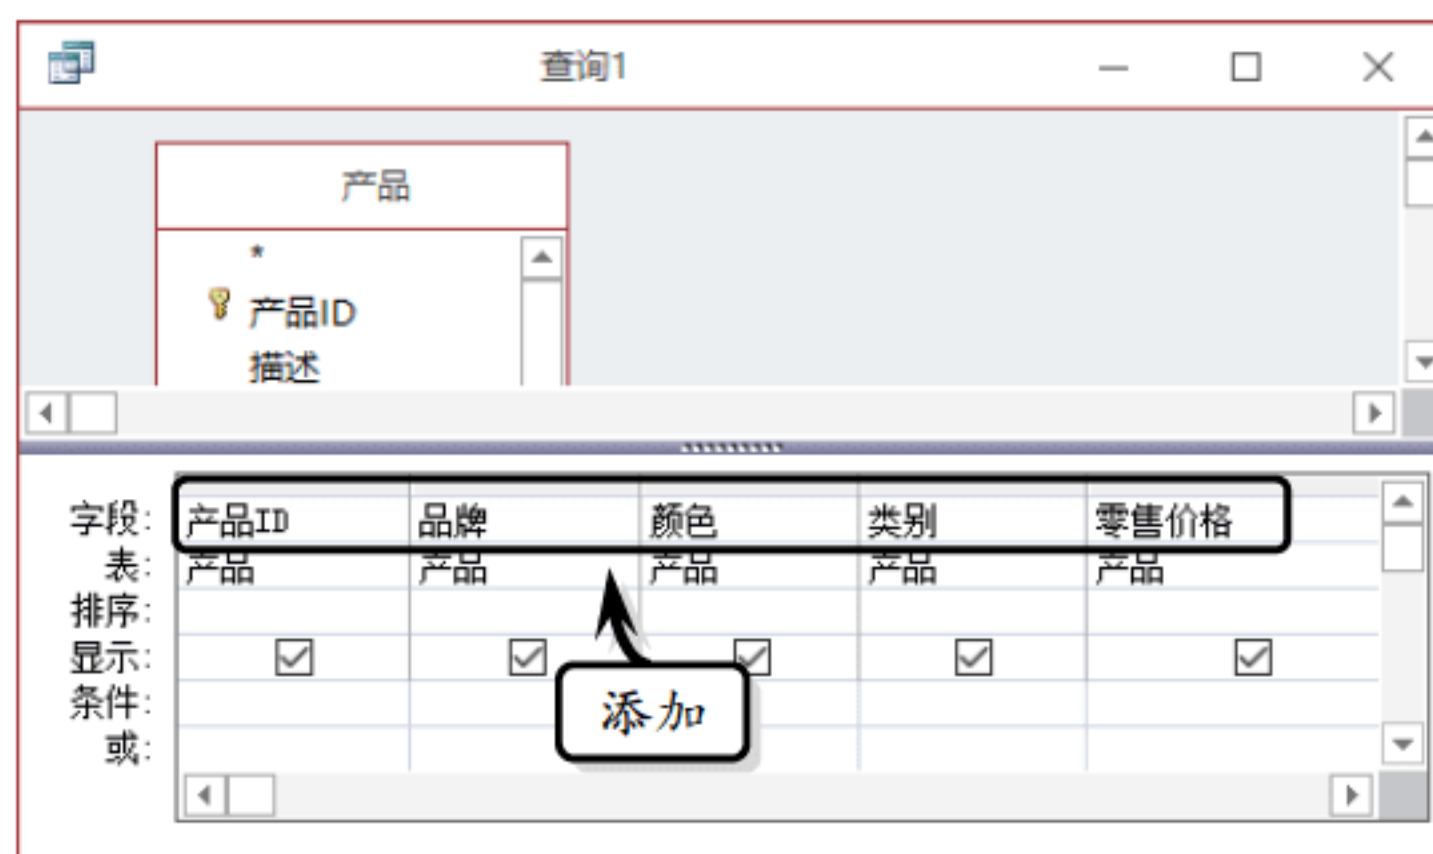 查询1
产品
*
产品ID
描述
字段: 产品ID 品牌 颜色 类别 零售价格
表: 产品 产品 产品 产品 产品
排序:
显示:
条件:
或:
添加